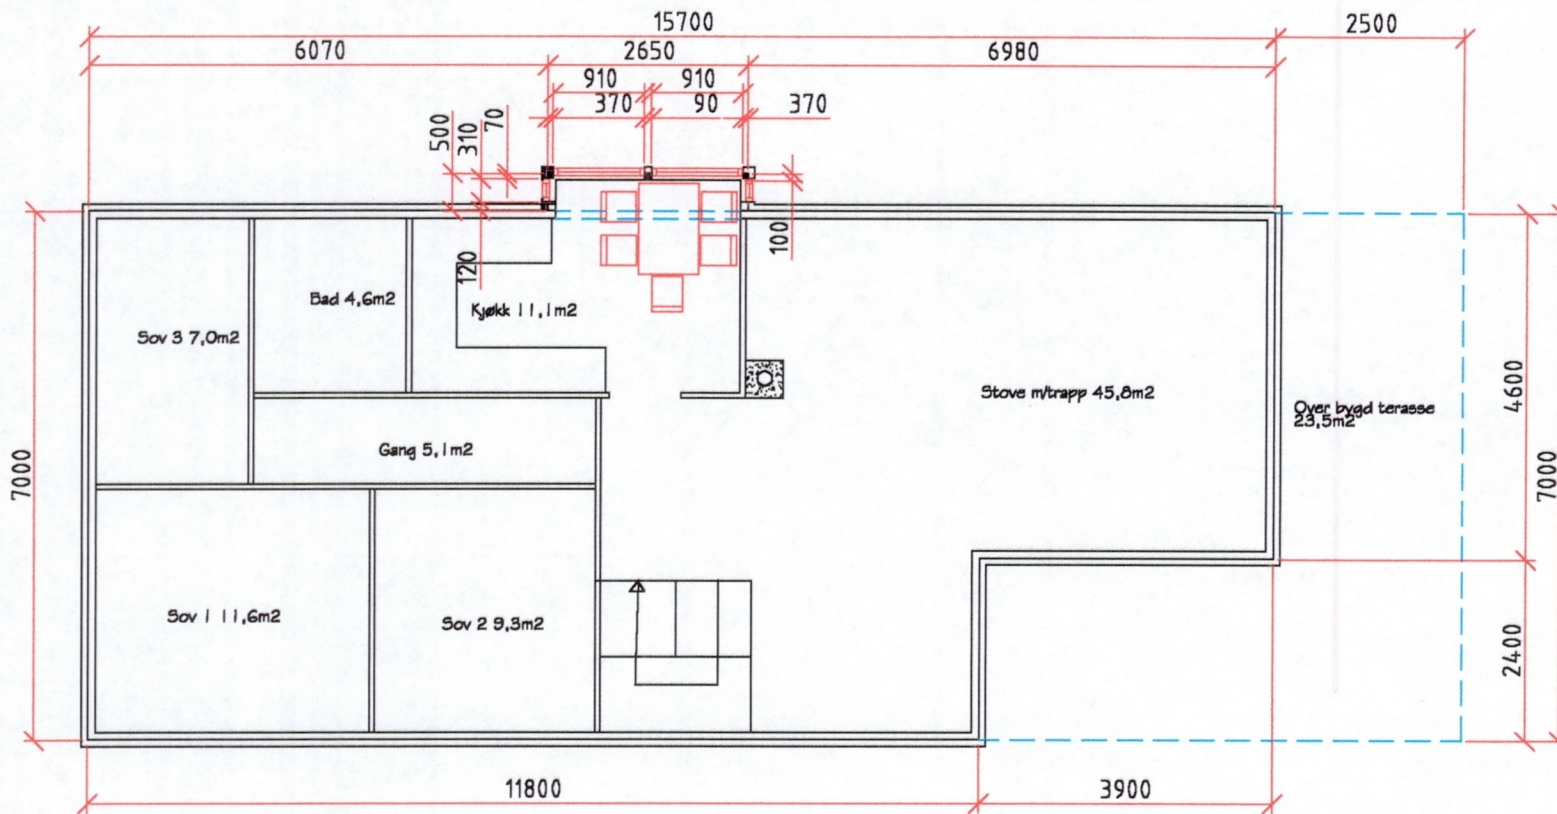 15700
2500
6070
2650
6980
910
910
370
90
370
500
310
70
100
120
Bad 4,6m2
Kjøkk 11,1m2
Sov 3 7,0m2
Stove m/trapp 45,8m2
Over bygd terasse
23,5m2
4600
Gang 5,1m2
7000
7000
Sov 1 11,6m2
Sov 2 9,3m2
2400
11800
3900